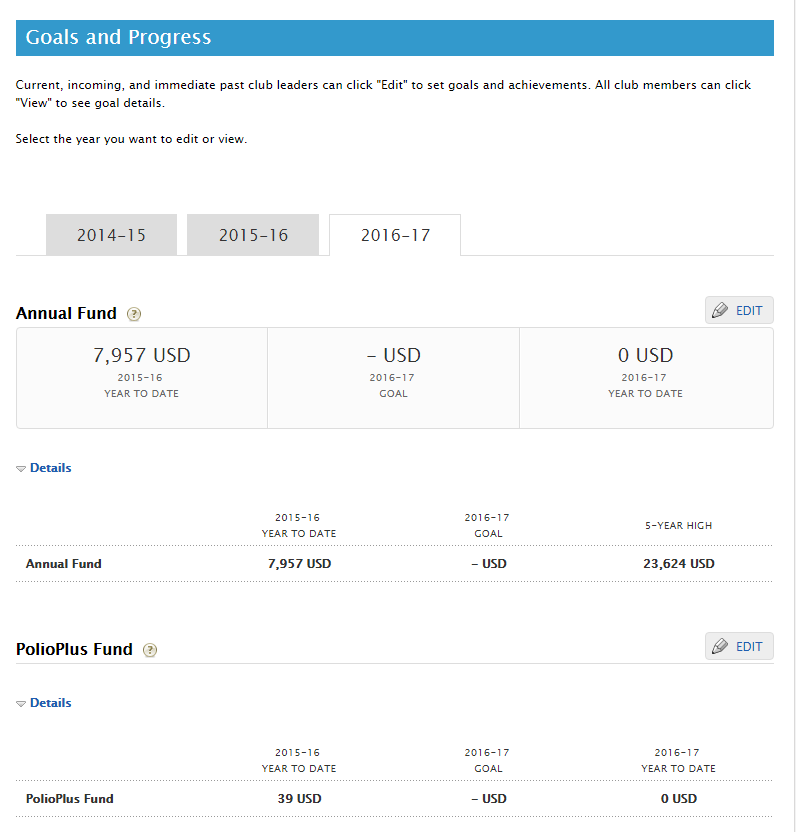 Goals and Progress
Current, incoming, and immediate past club leaders can click "Edit" to set goals and achievements. All club members can click
"View" to see goal details.
Select the year you want to edit or view.
2014-15 2015-16 2016-17
Annual Fund ? EDIT
7,957 USD - USD 0 USD
2015-16 2016-17 2016-17
YEAR TO DATE GOAL YEAR TO DATE
Details
2015-16 2016-17
YEAR TO DATE GOAL 5-YEAR HIGH
Annual Fund 7,957 USD - USD 23,624 USD
PolioPlus Fund ? EDIT
Details
2015-16 2016-17 2016-17
YEAR TO DATE GOAL YEAR TO DATE
PolioPlus Fund 39 USD - USD 0 USD